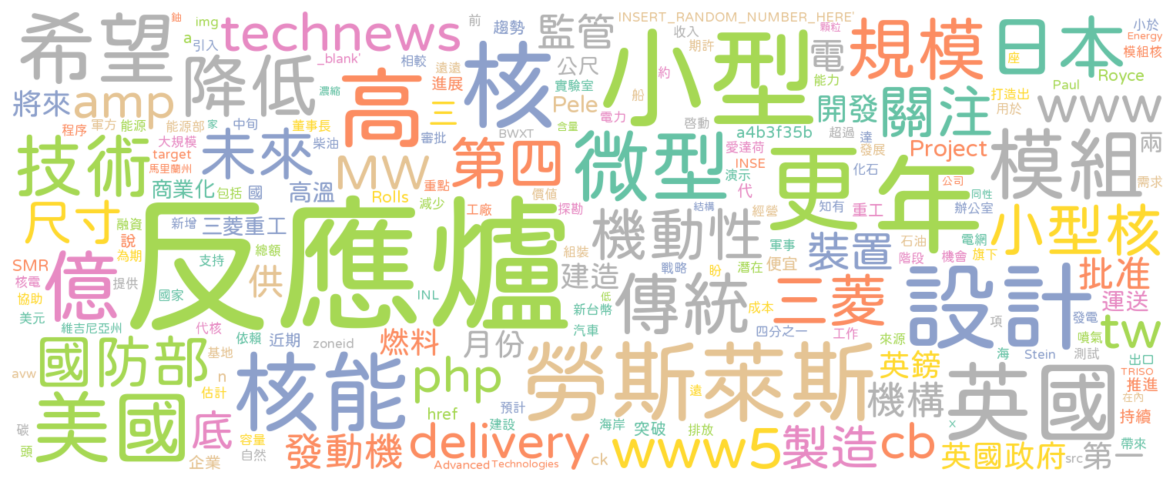 希望
technews
核
小型
規模
日本
INSERT_RANDOM_NUMBER_HERE
監管
電
公尺
Pele
降低
高
進展
相較
趨勢
img
a
引入
_blank'
前
收入
期許
約
顆粒
能力
座
小於
Energy
模組核
Royce
Paul
打造出
用於
將來
amp
三
實驗室
遠遠
船
電力
啓動
開發
關注
www
技術
未來
MW
第四
微型
更年
模組
兩
程序
軍方
能源
能源部
家
中旬
董事長
柴油
大規模
target
馬里蘭州
濃縮
審批
BWXT
含量
a4b3f35b
超過
達
發展
愛達荷
INSE
演示
代
化石
Project
需求
商業化
包括
國
高溫
Rolls
減少
重點
價值
工廠
探勘
結構
經營
知有
重工
公司
同性
辦公室
尺寸
融資
說
為期
新增
三菱重工
總額
支持
反應爐
機動性
組裝
軍事
便宜
裝置
石油
階段
機會
電網
旗下
小型核
SMR
核電
協助
美元
億
提供
國家
供
INL
建造
傳統
戰略
盼
潛在
三菱
設計
批准
運送
項
發電
噴氣
tw
維吉尼亞州
代核
依賴
近期
zoneid
燃料
月份
低
新台幣
汽車
成本
四分之一
工作
來源
海
Stein
測試
出口
TRISO
推進
在內
國防部
基地
n
估計
avw
核能
php
勞斯萊斯
英鎊
機構
英國
持續
美國
碳
頭
底
企業
容量
自然
href
預計
建設
海岸
突破
遠
排放
發動機
delivery
Advanced
Technologies
ck
www5
製造
cb
英國政府
x
src
第一
帶來